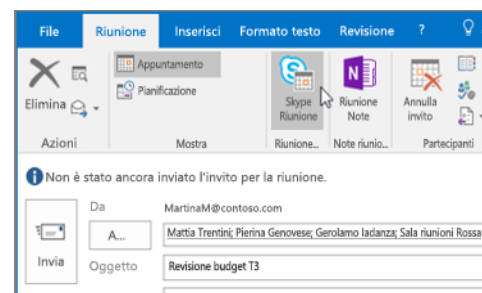 File Riunione Inserisci Formato testo Revisione ?
Elimina
Azioni
Appuntamento
Pianificazione
Mostra
Skype
Riunione
Riunione...
Riunione
Note
Note riunio...
Annulla
invito
Partecipanti
Non è stato ancora inviato l'invito per la riunione.
Invia
Da MartinaM@contoso.com
A... Mattia Trentini; Pierina Genovese; Gerolamo Iadanza; Sala riunioni Rossa
Oggetto Revisione budget T3